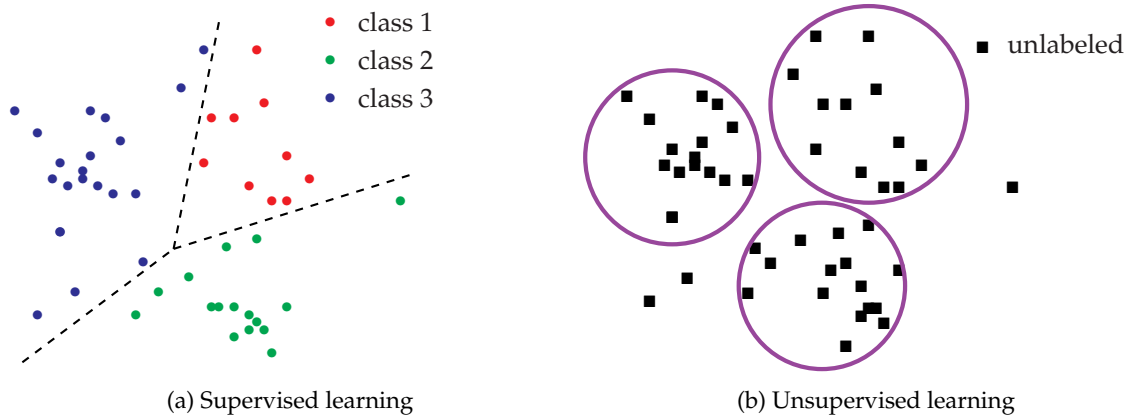 class 1
class 2
class 3
unlabeled
(a) Supervised learning
(b) Unsupervised learning